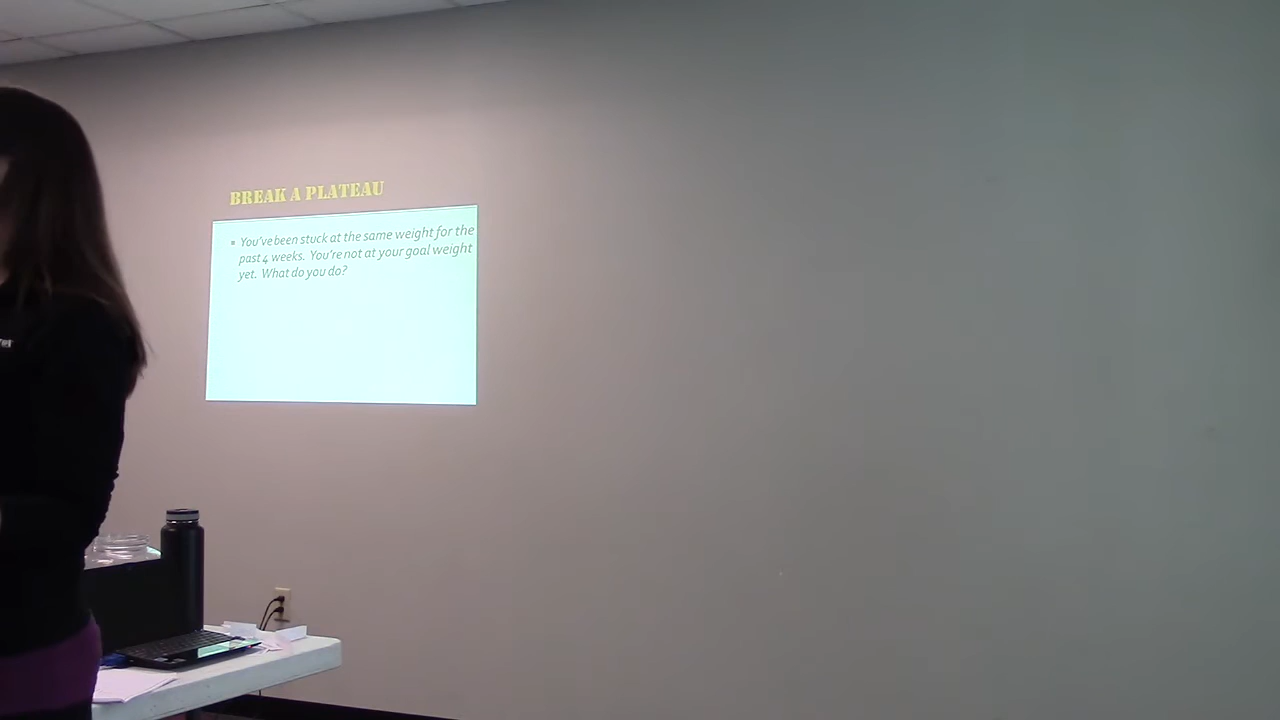 BREAK A PLATEAU
▪ You've been stuck at the same weight for the
past 4 weeks. You're not at your goal weight
yet. What do you do?